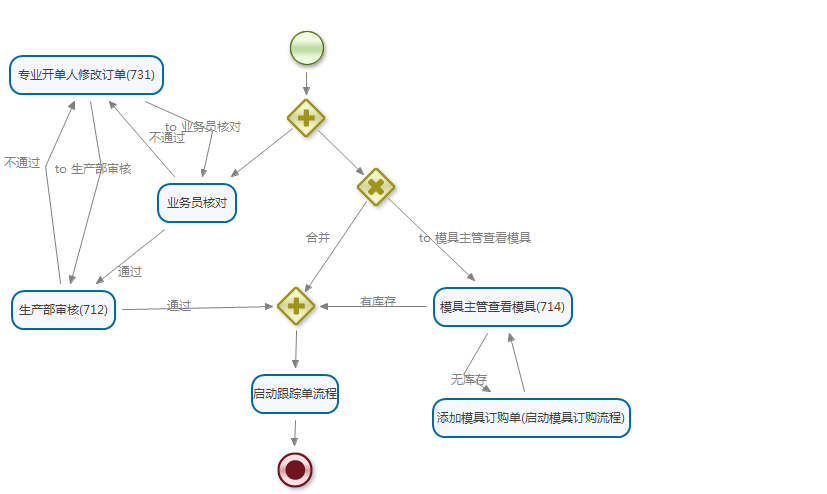 专业开单人修改订单(731)
to 业务员核对
不通过
不通过
to 生产部审核
业务员核对
合并
to 模具主管查看模具
通过
生产部审核(712)
通过
有库存
模具主管查看模具(714)
无库存
启动跟踪单流程
添加模具订购单(启动模具订购流程)